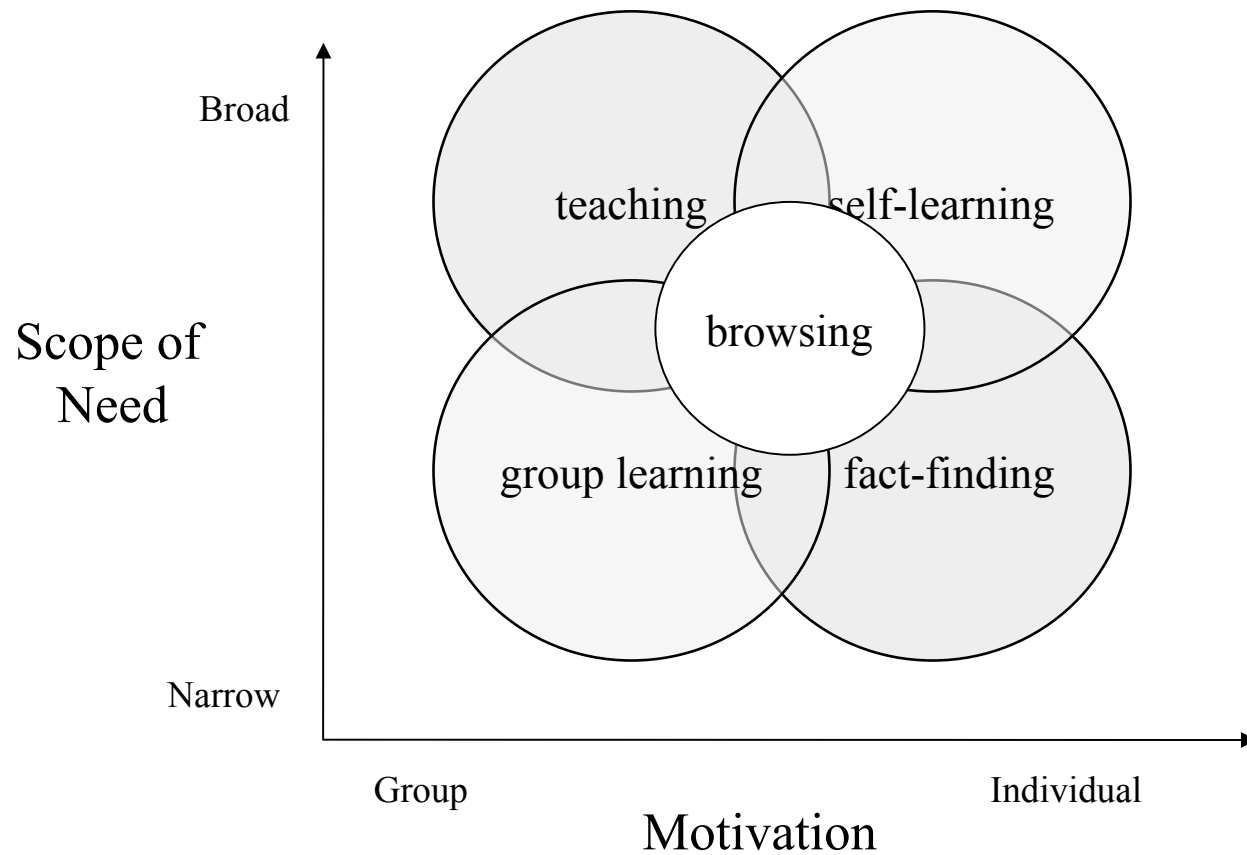 Broad
teaching
self-learning
Scope of
Need
browsing
group learning
fact-finding
Narrow
Group
Individual
Motivation